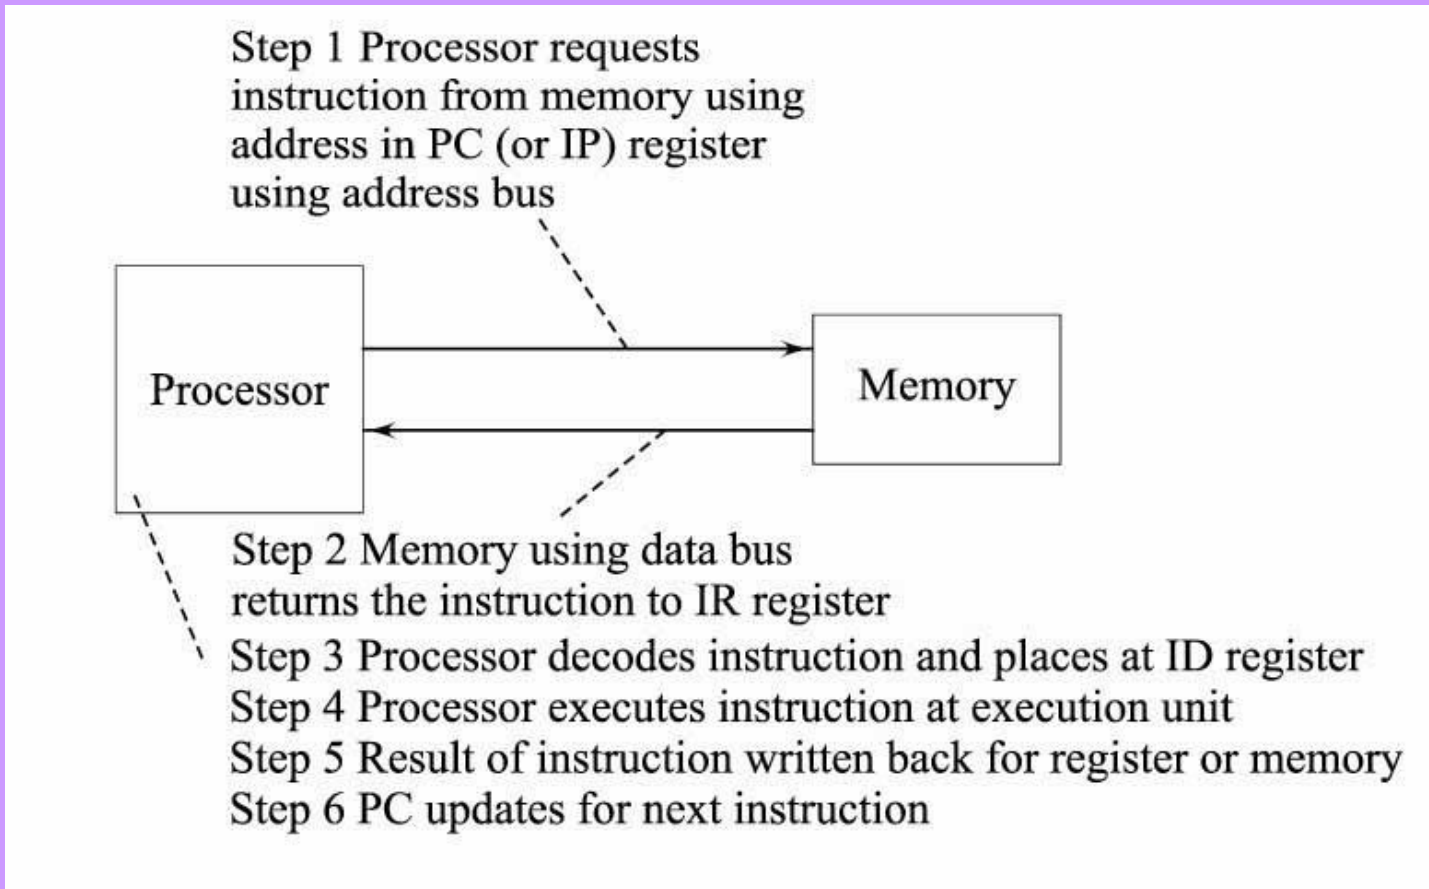 Step 1 Processor requests
instruction from memory using
address in PC (or IP) register
using address bus
Processor
Memory
Step 2 Memory using data bus
returns the instruction to IR register
Step 3 Processor decodes instruction and places at ID register
Step 4 Processor executes instruction at execution unit
Step 5 Result of instruction written back for register or memory
Step 6 PC updates for next instruction